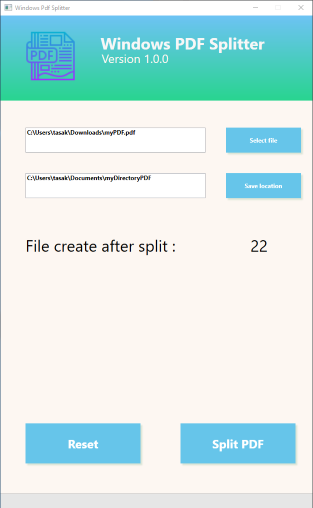 Windows Pdf Splitter
PDF
Windows PDF Splitter
Version 1.0.0
C:\Users\tasak\Downloads\myPDF.pdf
Select file
C:\Users\tasak\Documents\myDirectoryPDF
Save location
File create after split : 22
Reset
Split PDF